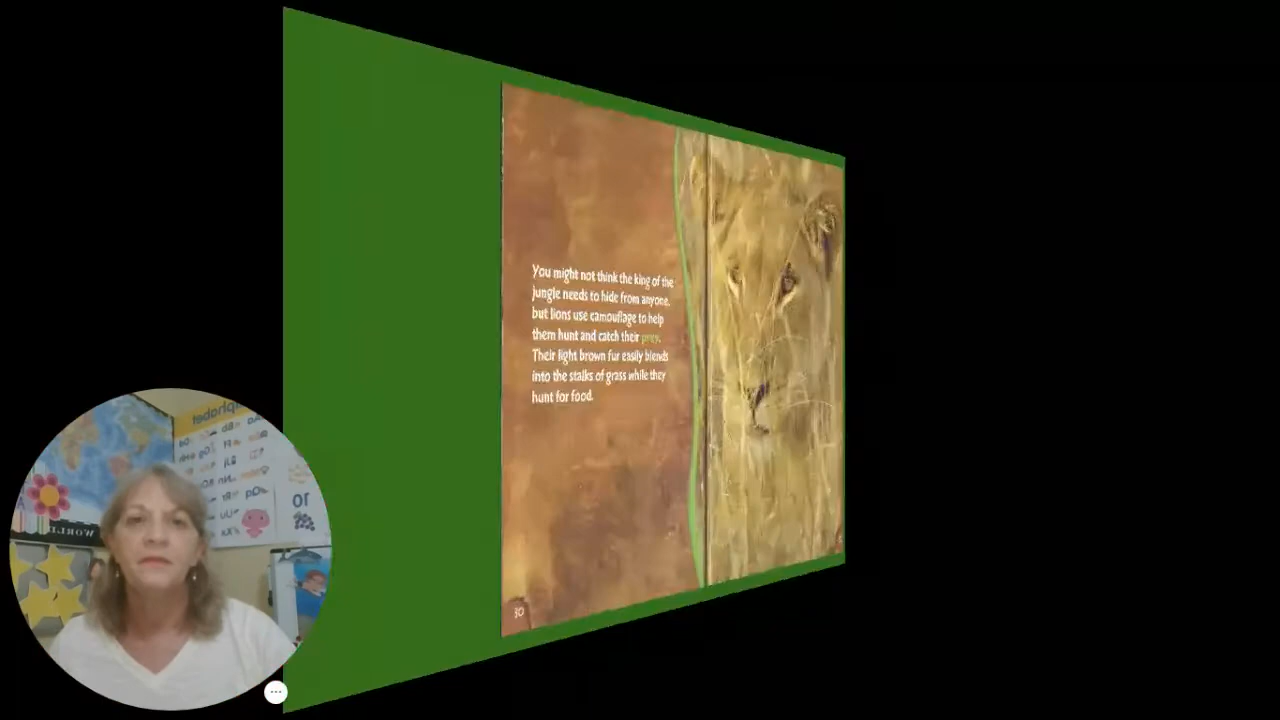 You might not think the king of the
jungle needs to hide from anyone,
but lions use camouflage to help
them hunt and catch their prey.
Their light brown fur easily blends
into the stalks of grass while they
hunt for food.
30
WORLD
or